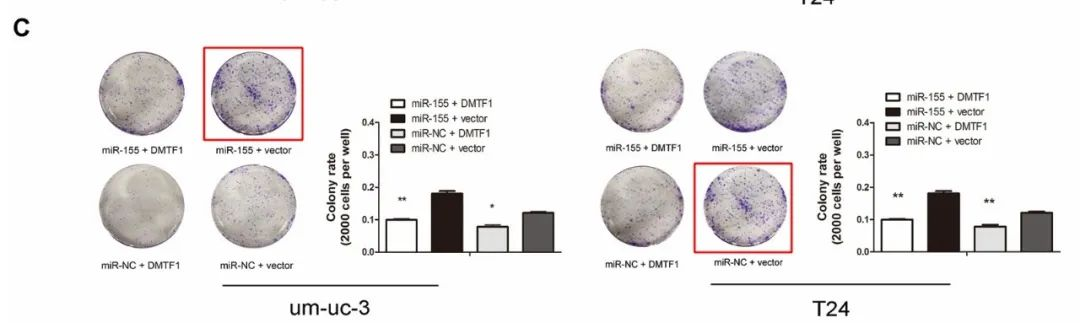 T24
C
miR-155 + DMTF1
miR-155 + vector
miR-NC + DMTF1
miR-NC + vector
miR-155 + DMTF1
miR-155 + vector
miR-NC + DMTF1
miR-NC + vector
Colony rate
(2000 cells per well)
0.4
0.3
0.2
0.1
0.0
**
*
um-uc-3
miR-155 + DMTF1
miR-155 + vector
miR-NC + DMTF1
miR-NC + vector
miR-155 + DMTF1
miR-155 + vector
miR-NC + DMTF1
miR-NC + vector
Colony rate
(2000 cells per well)
0.4
0.3
0.2
0.1
0.0
**
**
T24